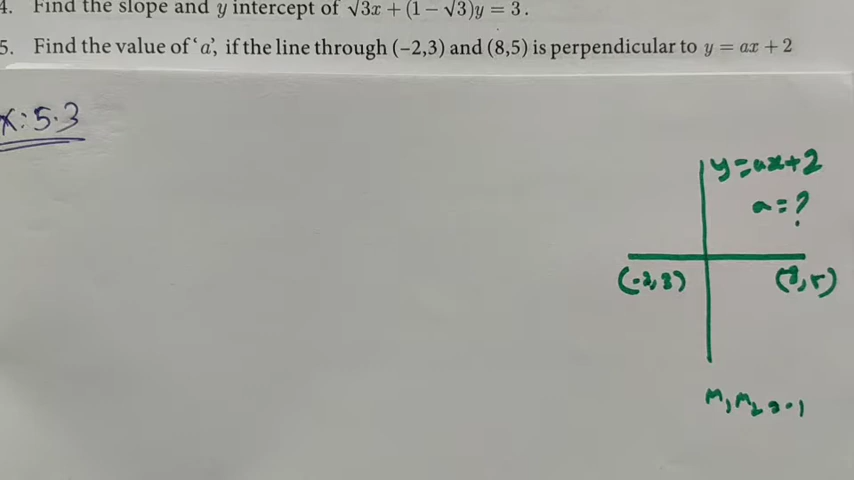 4. Find the slope and y intercept of √3x + (1 − √3)y = 3.
5. Find the value of ‘a’, if the line through (−2,3) and (8,5) is perpendicular to y = ax + 2
x: 5.3
y=ax+2
a=?
(-2,3) (8,5)
M₁M₂=-1